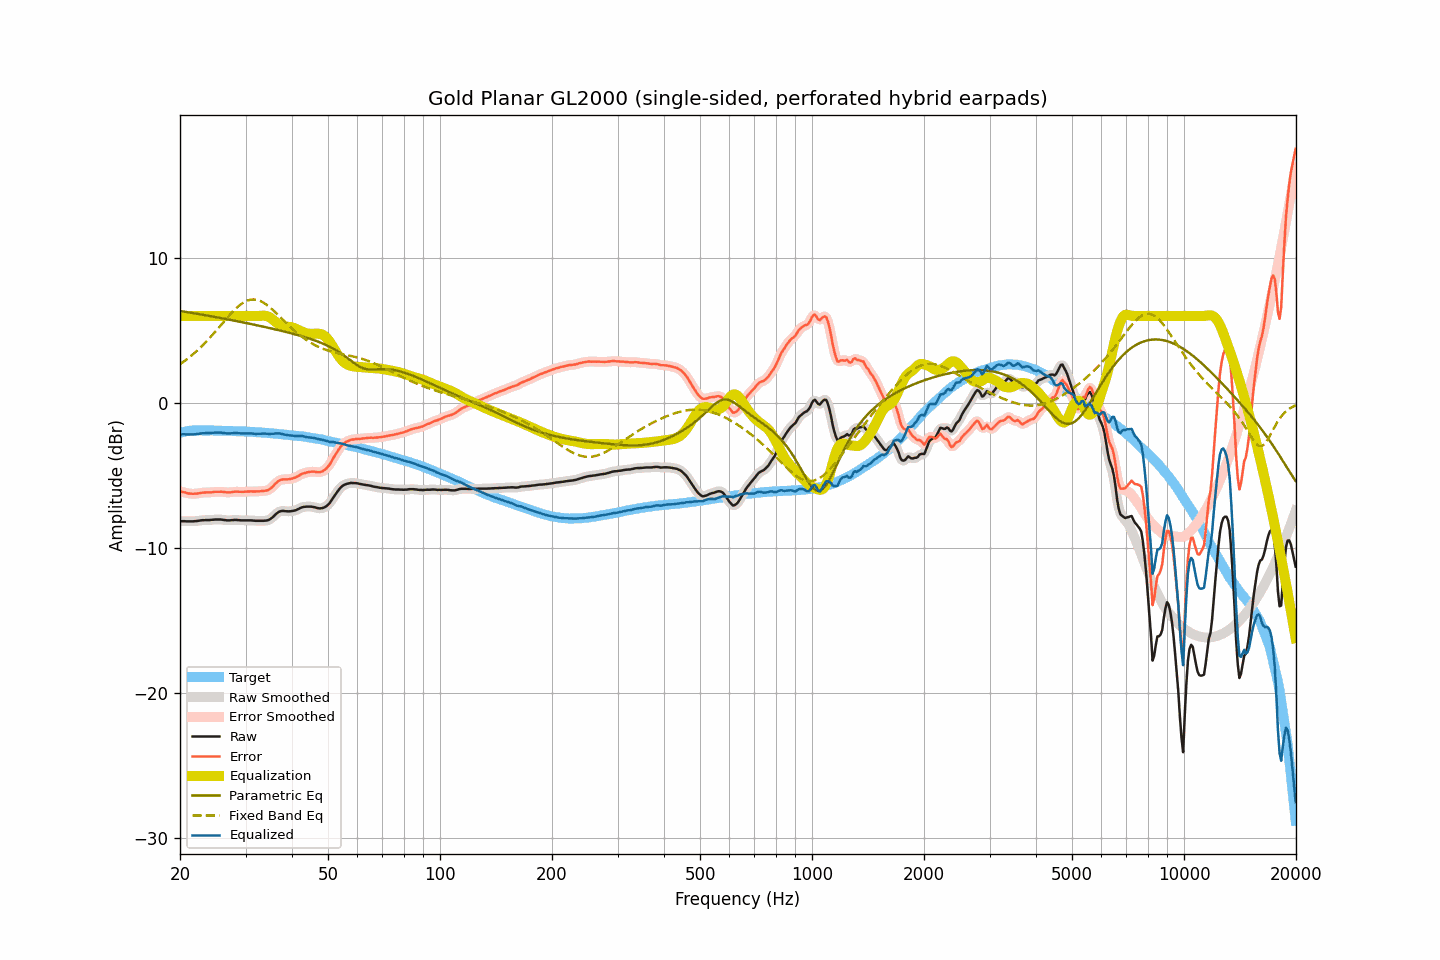 Gold Planar GL2000 (single-sided, perforated hybrid earpads)
Amplitude (dBr)
10
0
−10
−20
−30
Target
Raw Smoothed
Error Smoothed
Raw
Error
Equalization
Parametric Eq
Fixed Band Eq
Equalized
20 50 100 200 500 1000 2000 5000 10000 20000
Frequency (Hz)